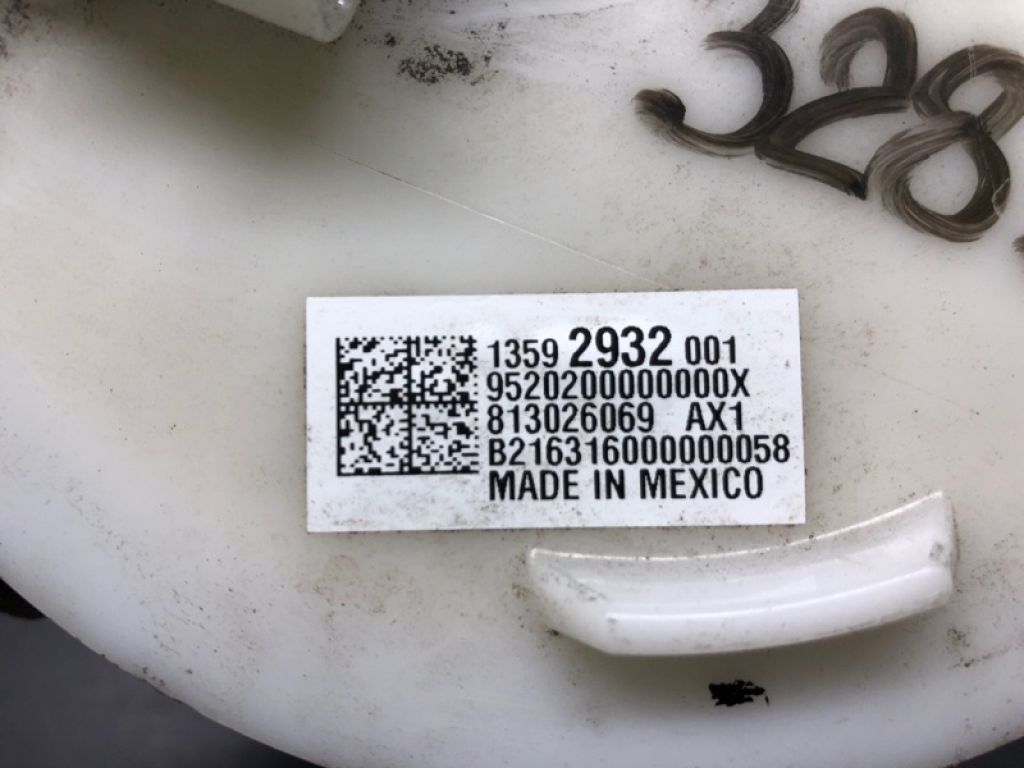 328
1359 2932 001
9520200000000X
813026069 AX1
B216316000000058
MADE IN MEXICO